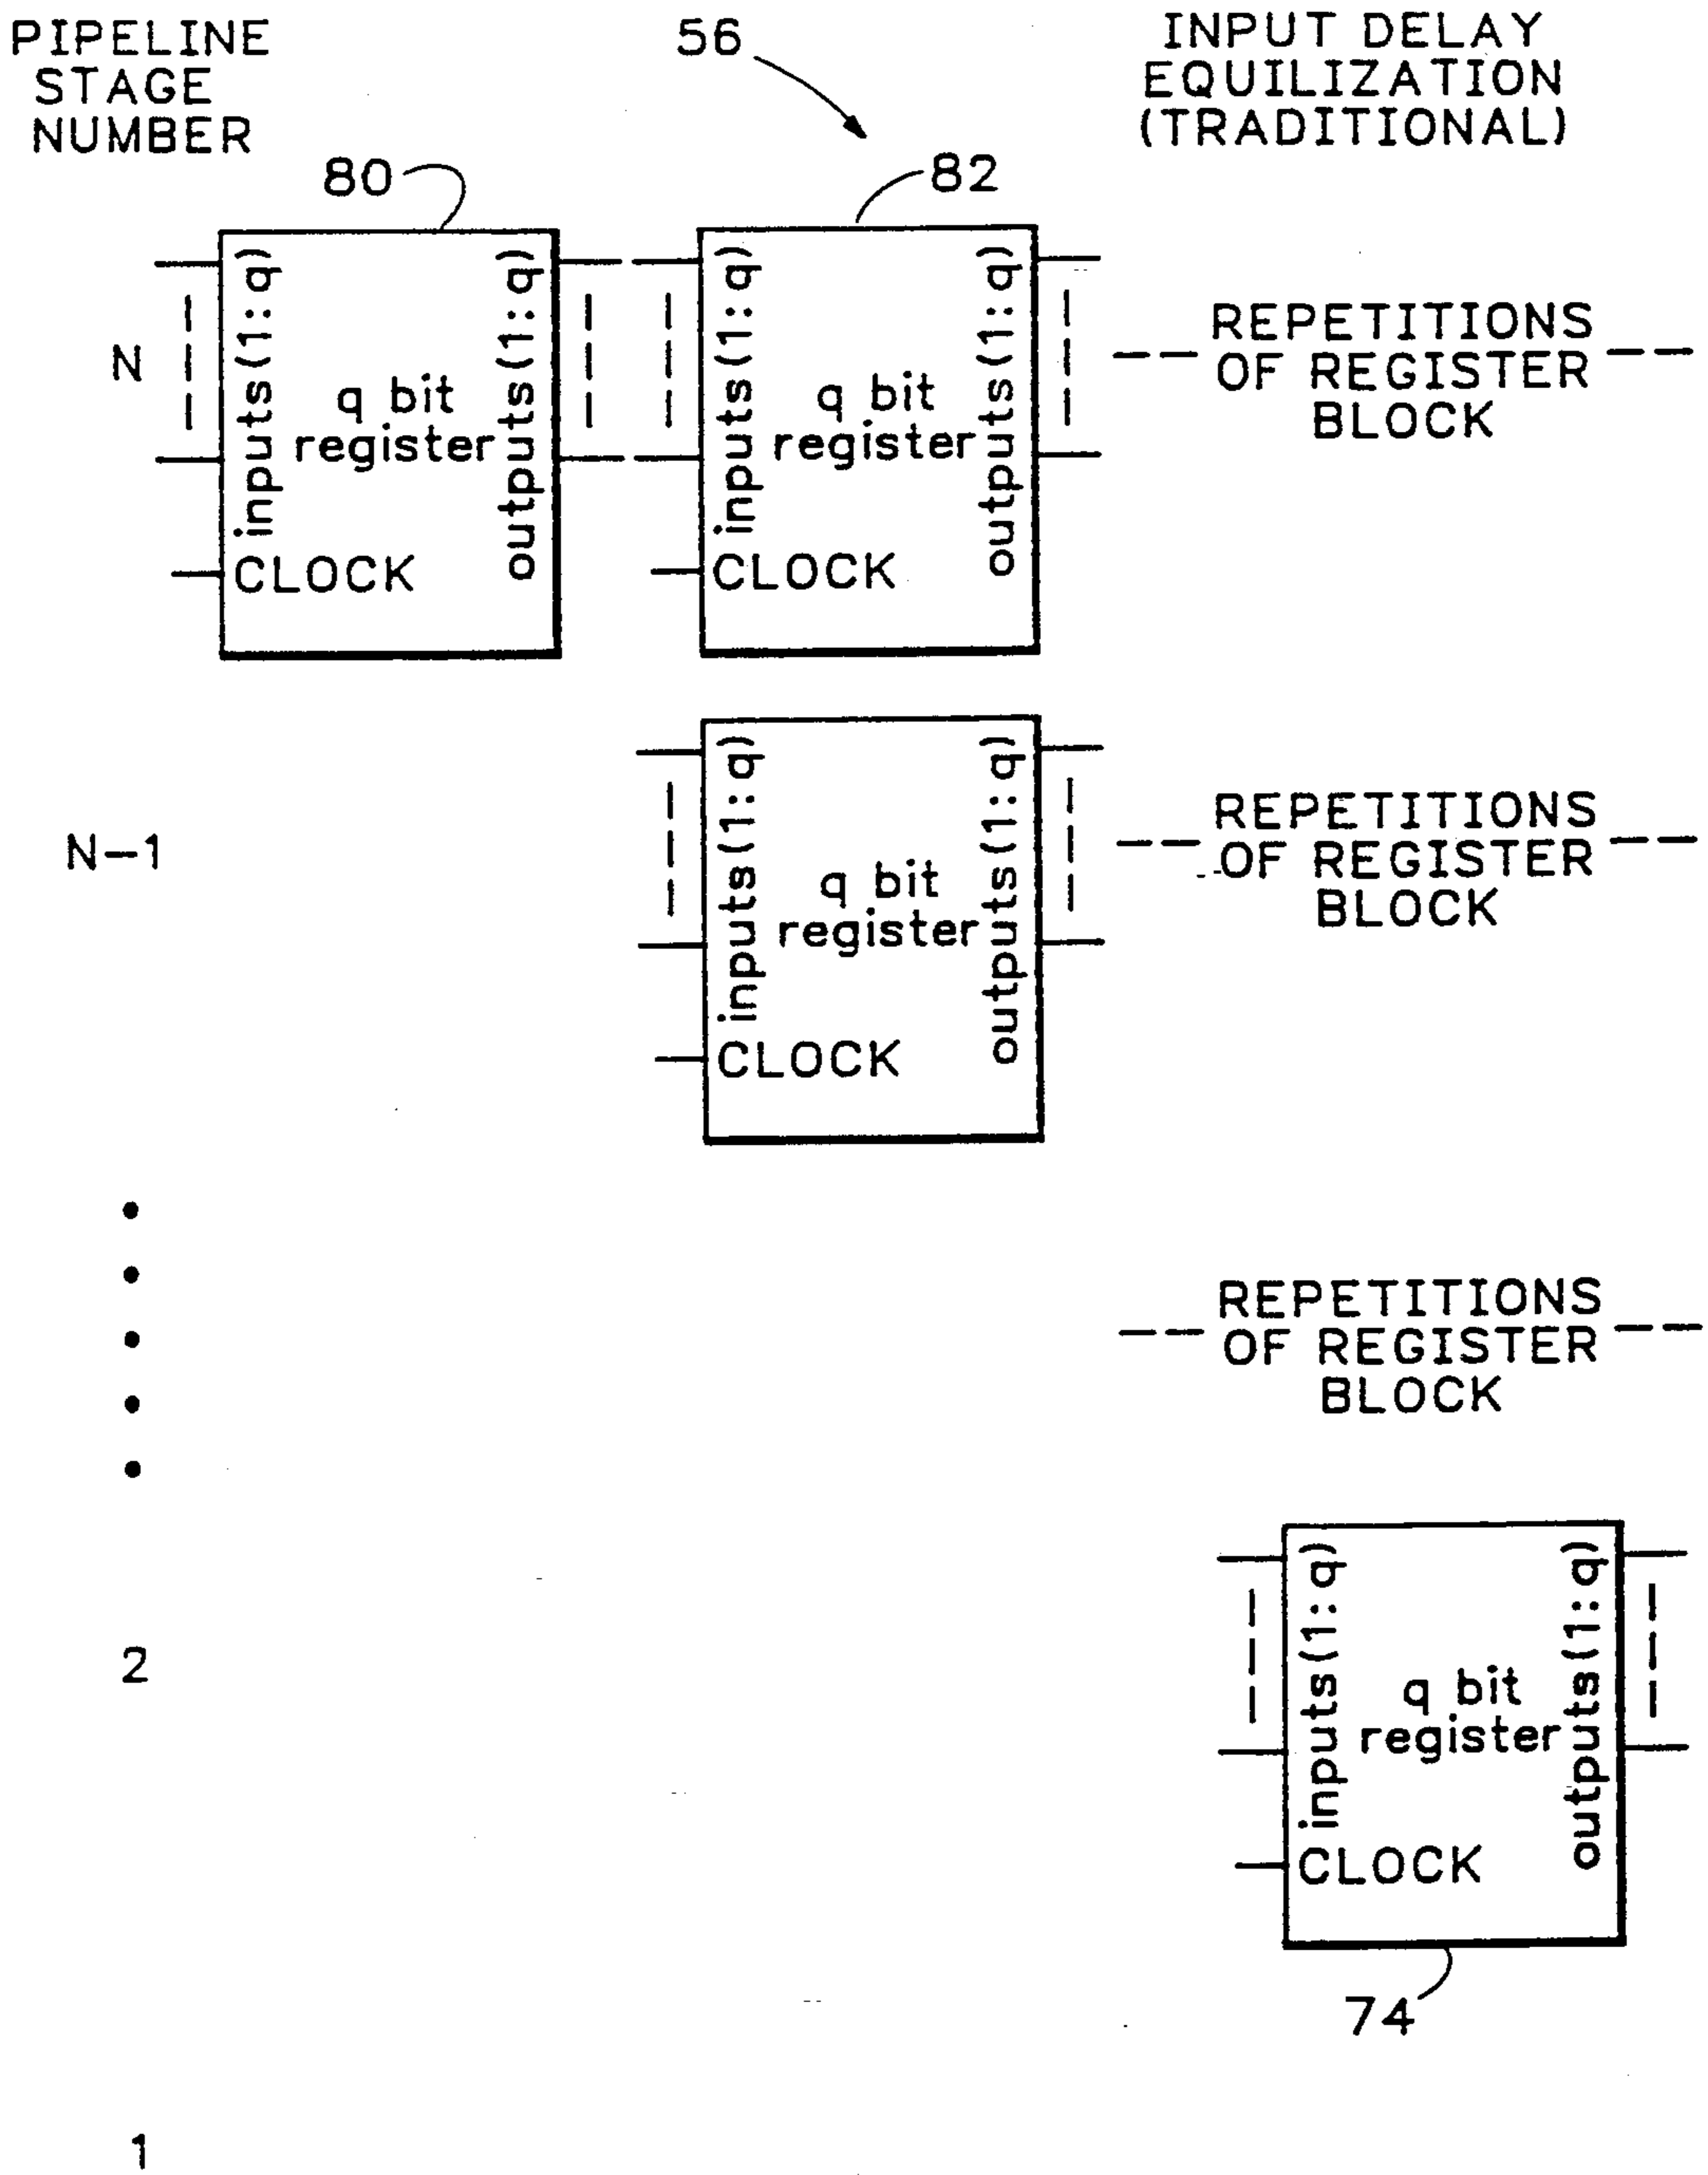 PIPELINE
STAGE
NUMBER
56
INPUT DELAY
EQUILIZATION
(TRADITIONAL)
80
82
N
inputs(1:q)
q bit
register
outputs(1:q)
CLOCK
inputs(1:q)
q bit
register
outputs(1:q)
CLOCK
REPETITIONS
OF REGISTER
BLOCK
N-1
inputs(1:q)
q bit
register
outputs(1:q)
CLOCK
REPETITIONS
OF REGISTER
BLOCK
REPETITIONS
OF REGISTER
BLOCK
2
inputs(1:q)
q bit
register
outputs(1:q)
CLOCK
74
1